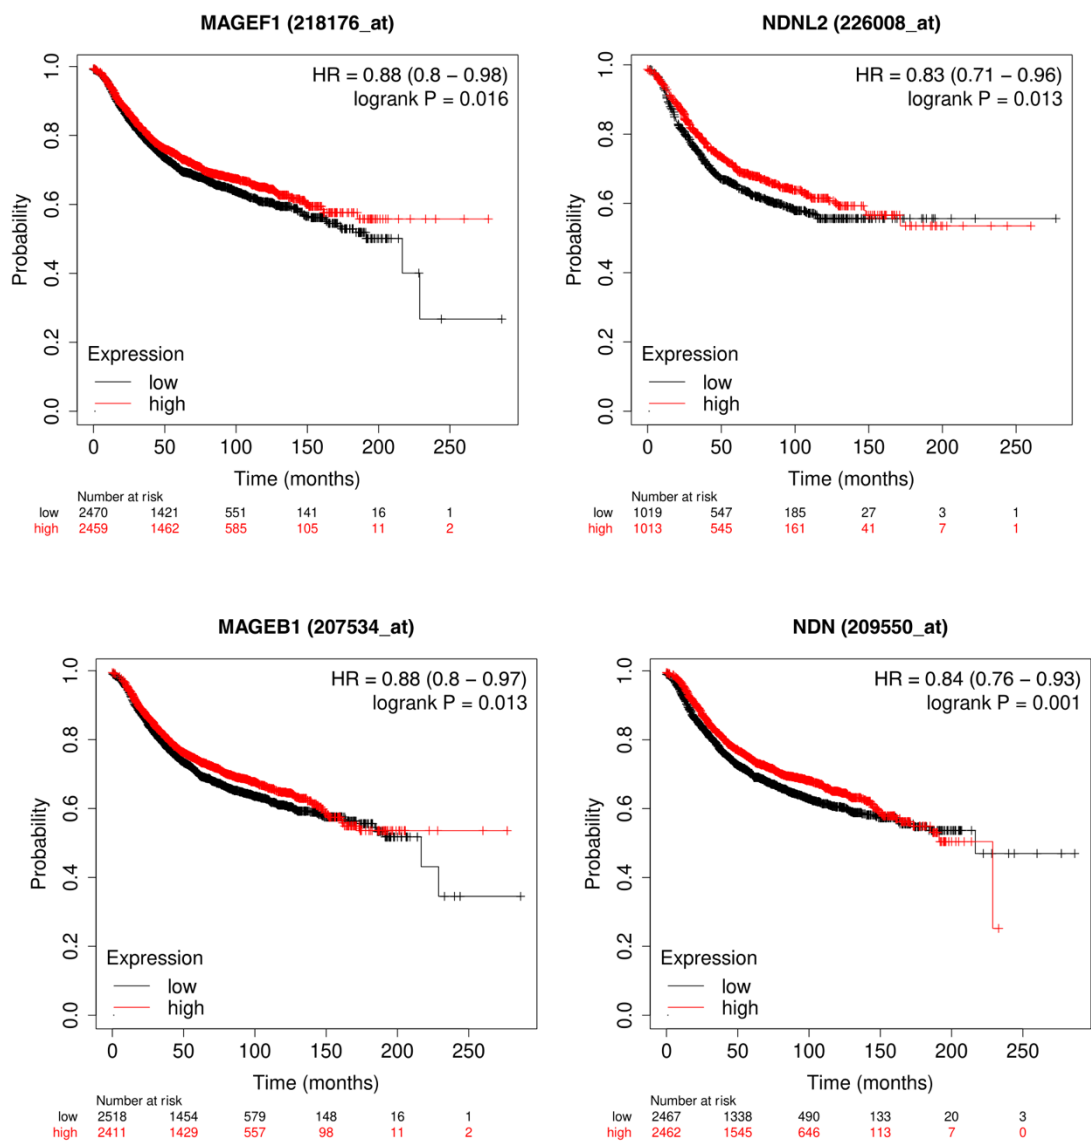 MAGEF1 (218176_at)
HR = 0.88 (0.8 – 0.98)
logrank P = 0.016
Probability
0.0 0.2 0.4 0.6 0.8 1.0
Expression
low
high
0 50 100 150 200 250
Time (months)
Number at risk
low 2470 1421 551 141 16 1
high 2459 1462 585 105 11 2
NDNL2 (226008_at)
HR = 0.83 (0.71 – 0.96)
logrank P = 0.013
Probability
0.0 0.2 0.4 0.6 0.8 1.0
Expression
low
high
0 50 100 150 200 250
Time (months)
Number at risk
low 1019 547 185 27 3 1
high 1013 545 161 41 7 1
MAGEB1 (207534_at)
HR = 0.88 (0.8 – 0.97)
logrank P = 0.013
Probability
0.0 0.2 0.4 0.6 0.8 1.0
Expression
low
high
0 50 100 150 200 250
Time (months)
Number at risk
low 2518 1454 579 148 16 1
high 2411 1429 557 98 11 2
NDN (209550_at)
HR = 0.84 (0.76 – 0.93)
logrank P = 0.001
Probability
0.0 0.2 0.4 0.6 0.8 1.0
Expression
low
high
0 50 100 150 200 250
Time (months)
Number at risk
low 2467 1338 490 133 20 3
high 2462 1545 646 113 7 0